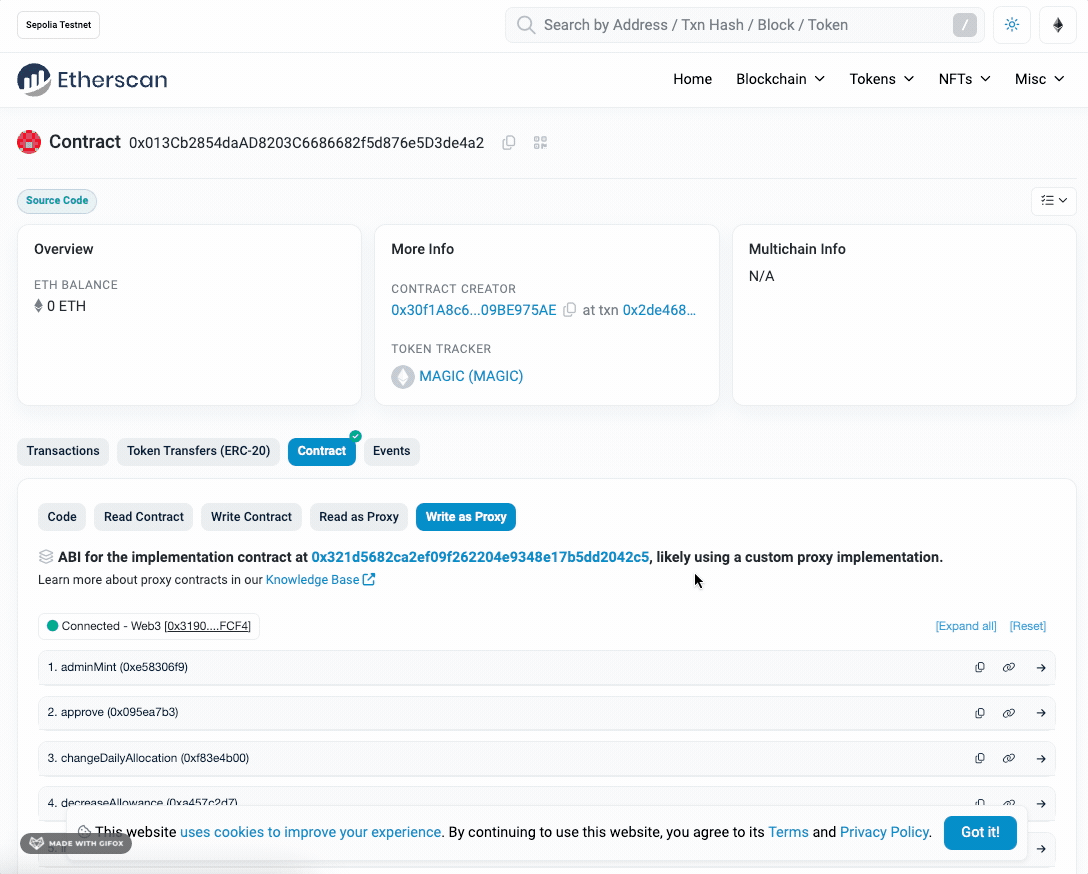 Sepolia Testnet
Search by Address / Txn Hash / Block / Token
/
Etherscan
Home Blockchain Tokens NFTs Misc
Contract 0x013Cb2854daAD8203C6686682f5d876e5D3de4a2
Source Code
Overview
ETH BALANCE
0 ETH
More Info
CONTRACT CREATOR
0x30f1A8c6...09BE975AE at txn 0x2de468...
TOKEN TRACKER
MAGIC (MAGIC)
Multichain Info
N/A
Transactions Token Transfers (ERC-20) Contract Events
Code Read Contract Write Contract Read as Proxy Write as Proxy
ABI for the implementation contract at 0x321d5682ca2ef09f262204e9348e17b5dd2042c5, likely using a custom proxy implementation.
Learn more about proxy contracts in our Knowledge Base
Connected - Web3 [0x3190....FCF4] [Expand all] [Reset]
1. adminMint (0xe58306f9)
2. approve (0x095ea7b3)
3. changeDailyAllocation (0xf83e4b00)
4. decreaseAllowance (0xa457c2d7)
This website uses cookies to improve your experience. By continuing to use this website, you agree to its Terms and Privacy Policy. Got it!
MADE WITH GIFOX